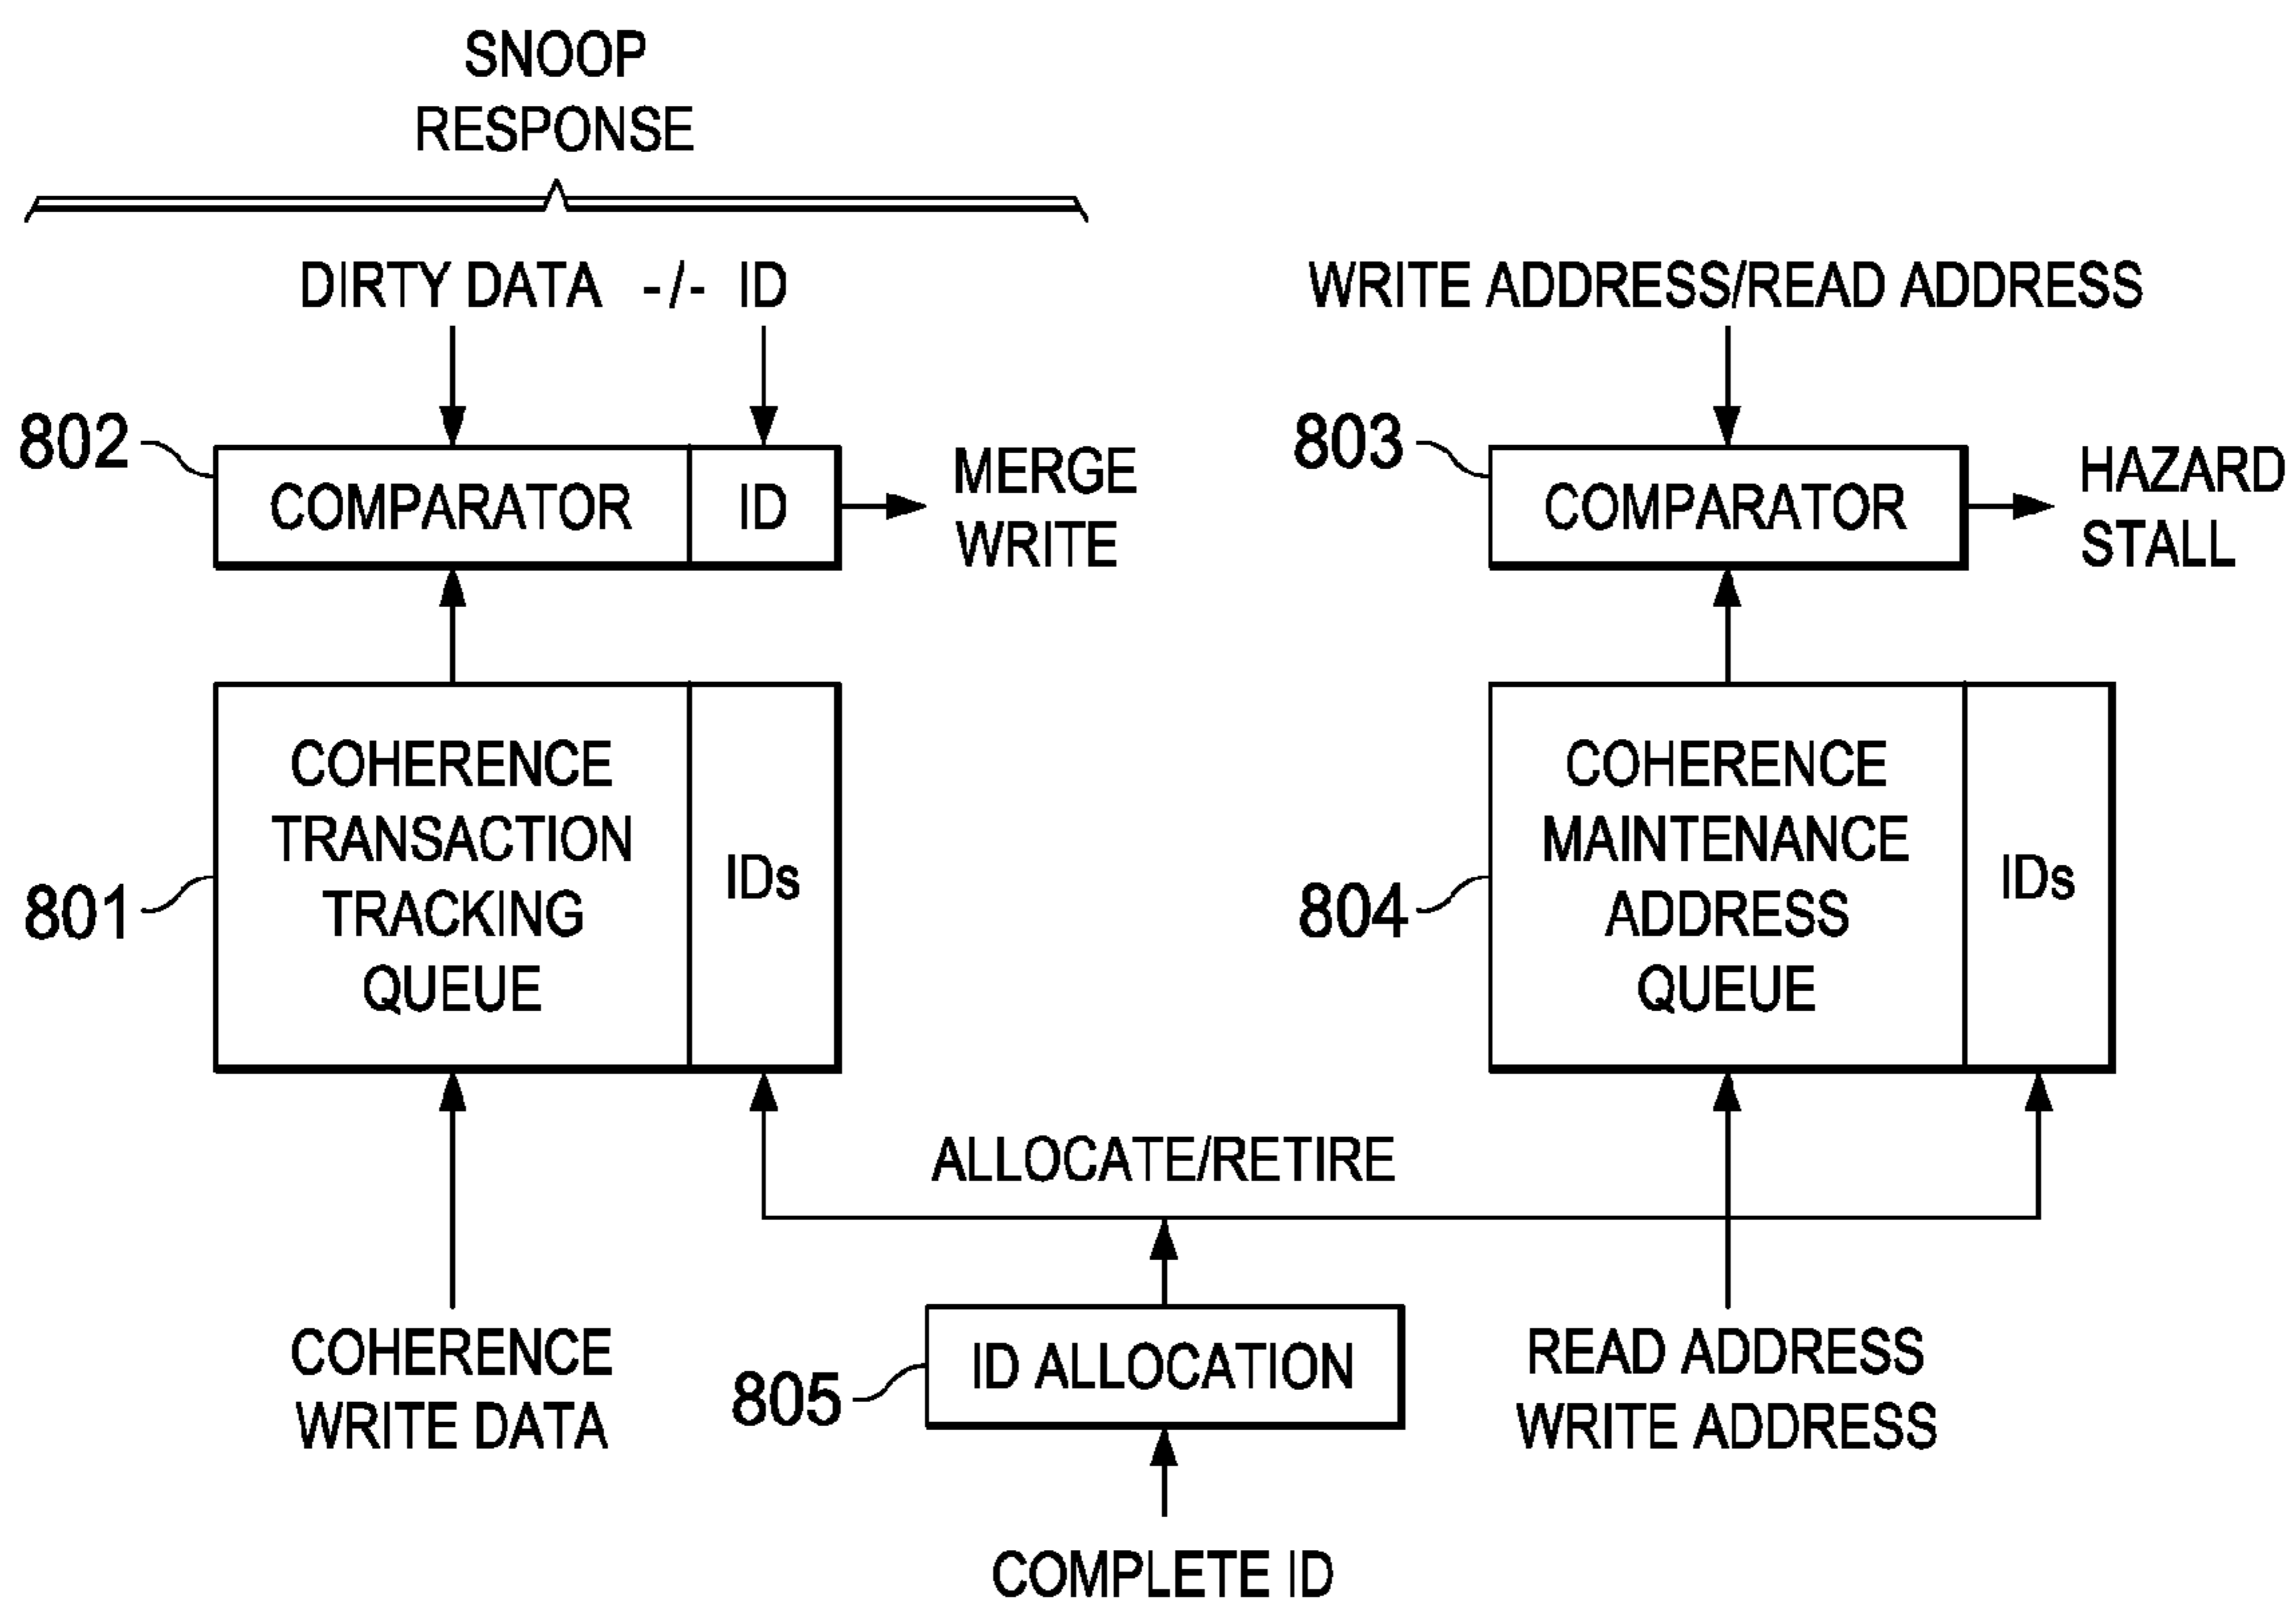 SNOOP
RESPONSE
DIRTY DATA -/- ID
WRITE ADDRESS/READ ADDRESS
802
COMPARATOR
ID
MERGE
WRITE
803
COMPARATOR
HAZARD
STALL
801
COHERENCE
TRANSACTION
TRACKING
QUEUE
IDs
804
COHERENCE
MAINTENANCE
ADDRESS
QUEUE
IDs
ALLOCATE/RETIRE
COHERENCE
WRITE DATA
805
ID ALLOCATION
READ ADDRESS
WRITE ADDRESS
COMPLETE ID